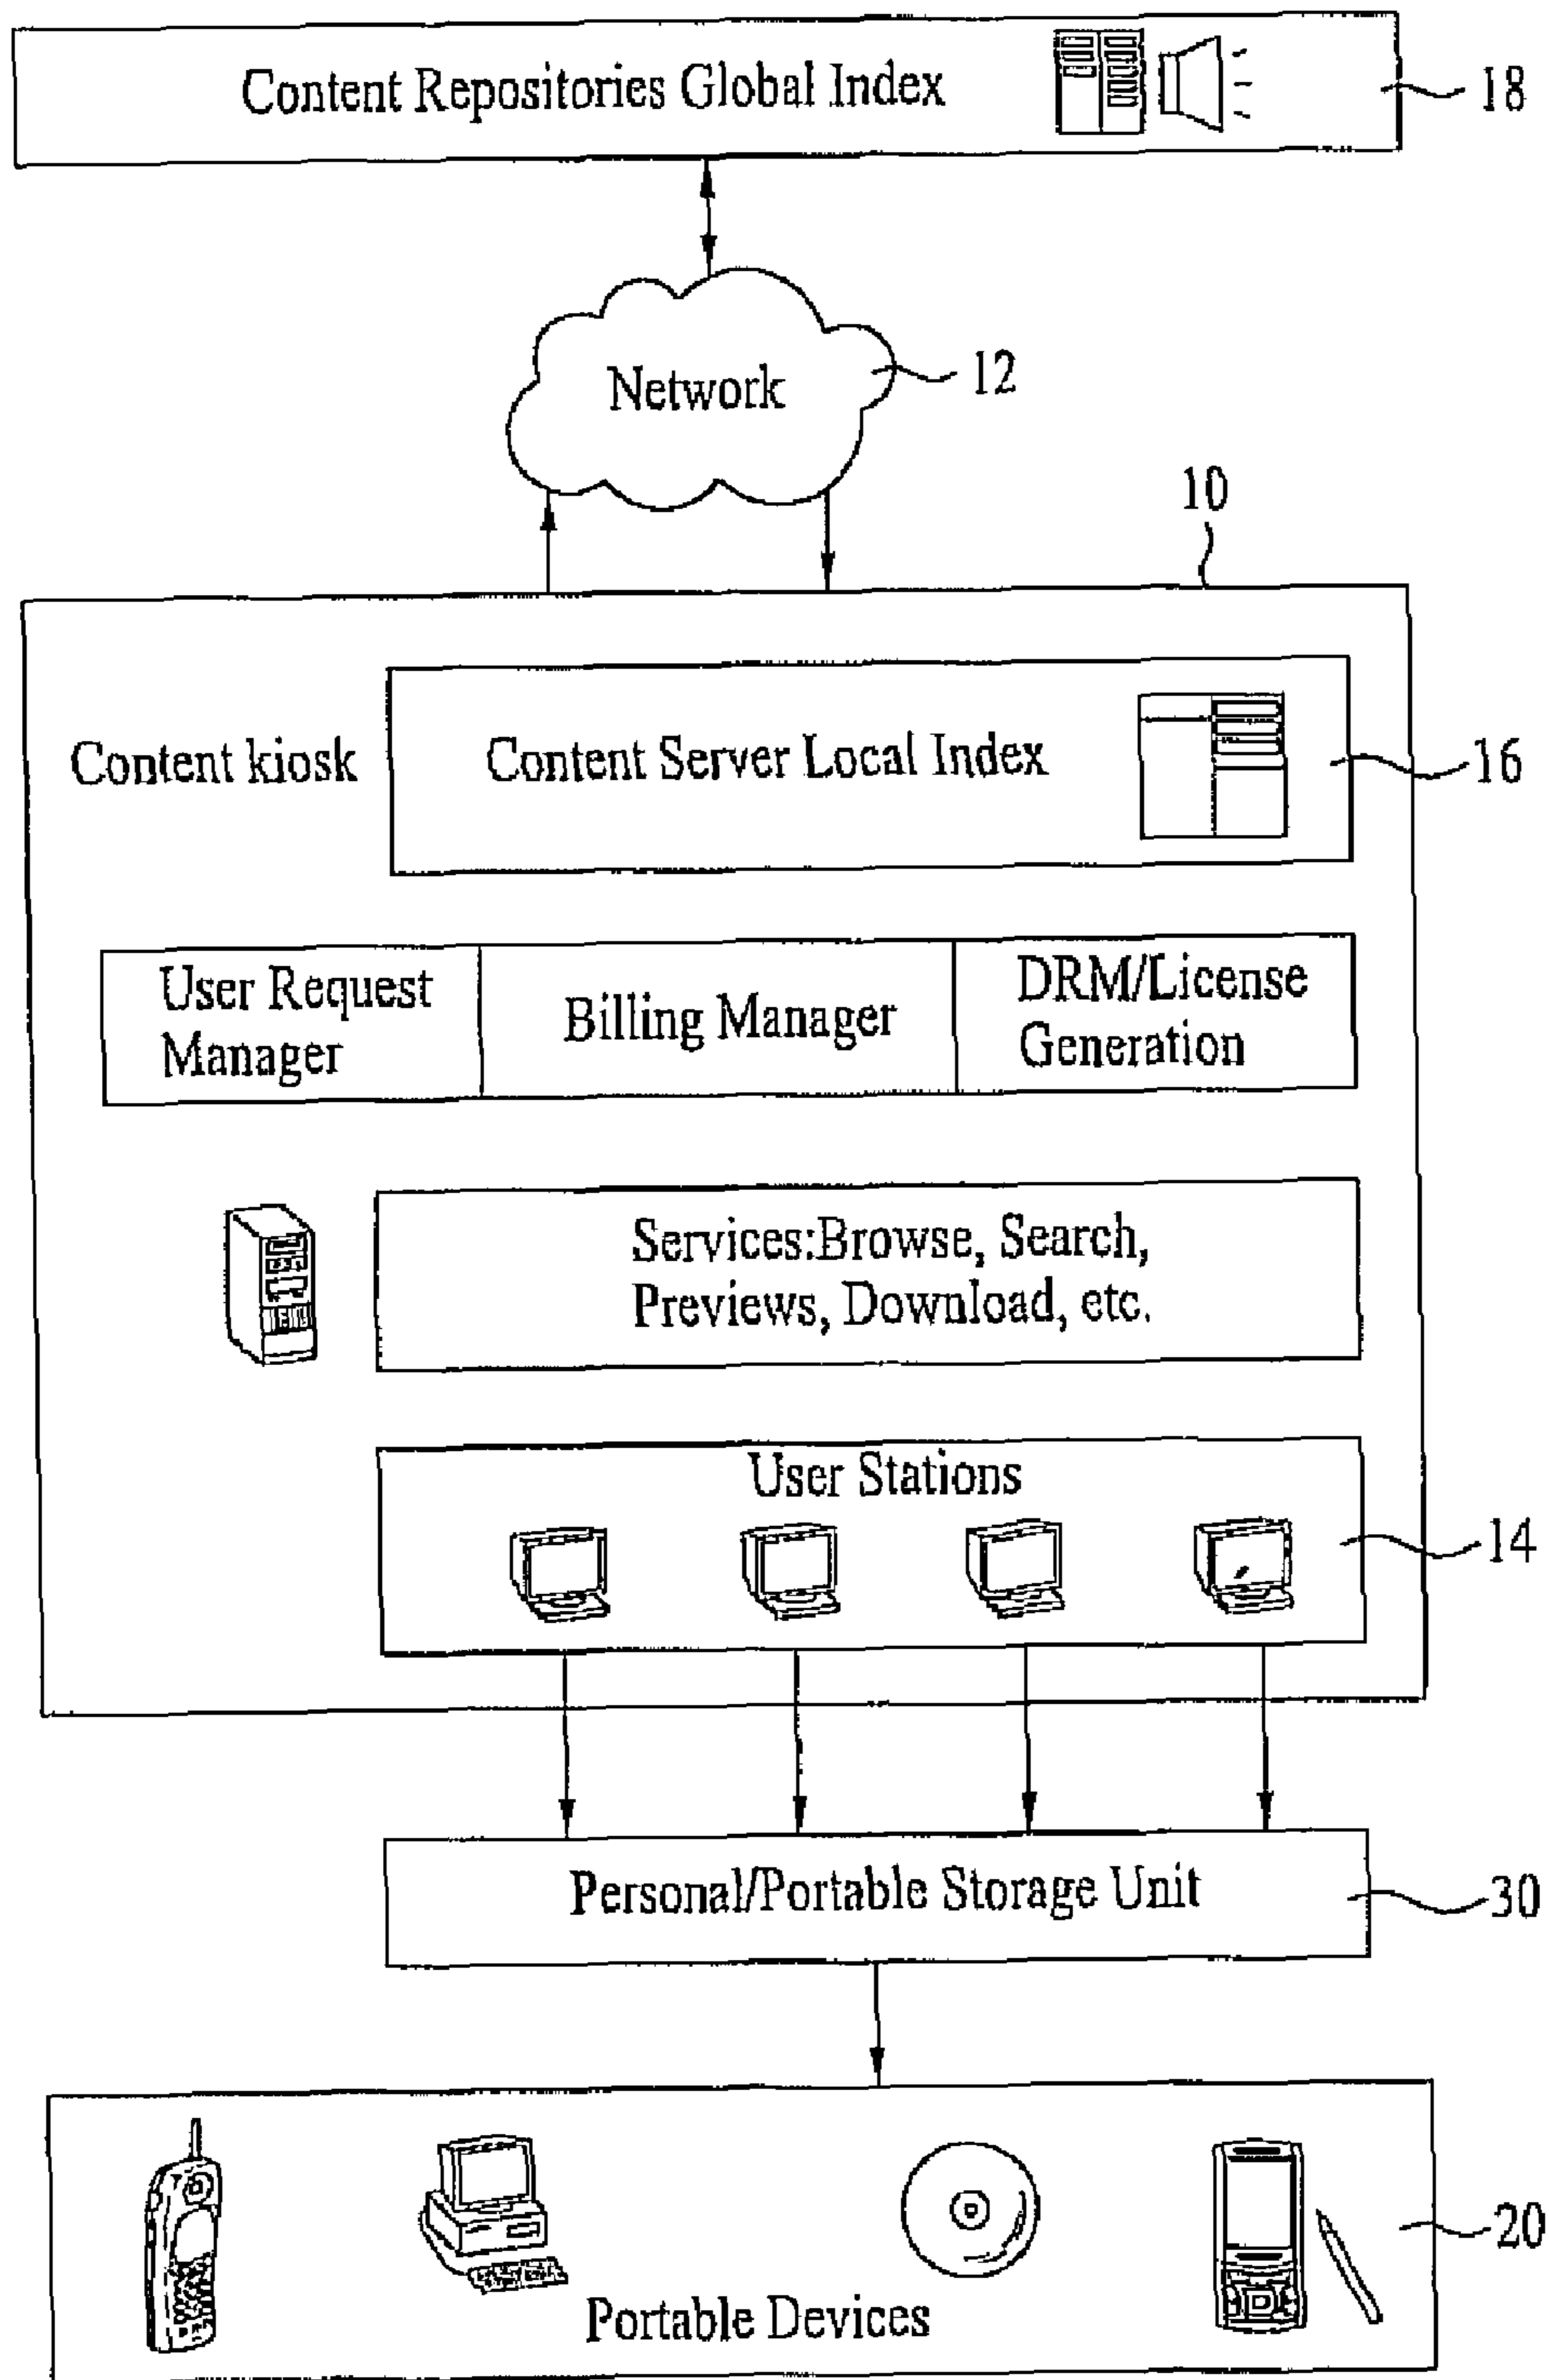 Content Repositories Global Index
18
Network
12
10
Content kiosk
Content Server Local Index
16
User Request
Manager
Billing Manager
DRM/License
Generation
Services:Browse, Search,
Previews, Download, etc.
User Stations
14
Personal/Portable Storage Unit
30
20
Portable Devices